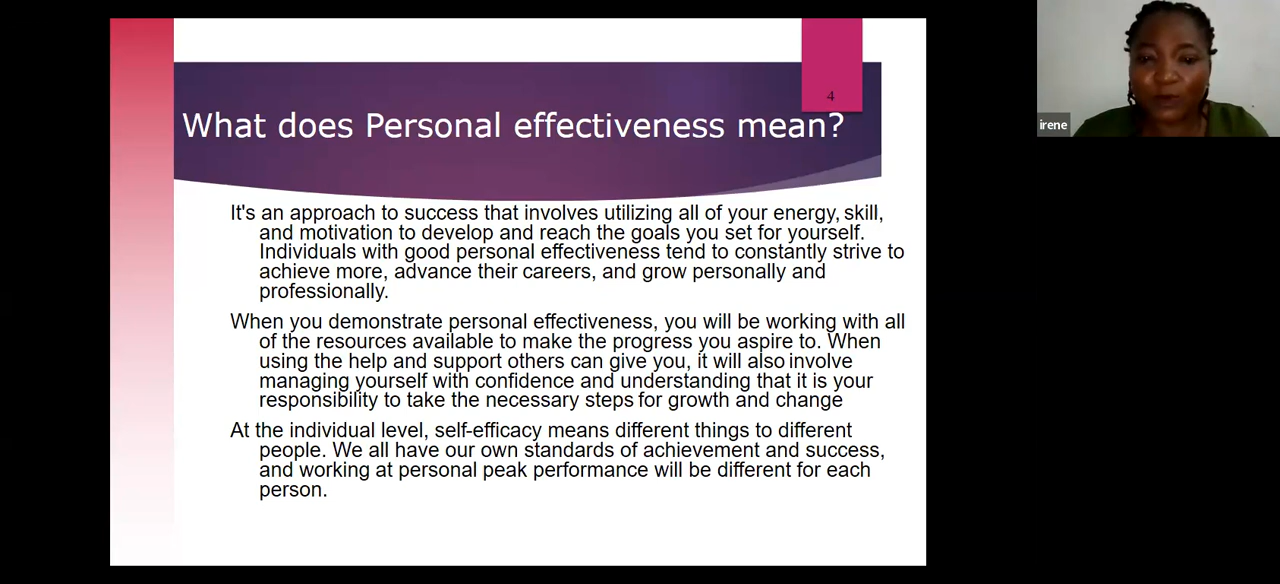 4
What does Personal effectiveness mean?
It's an approach to success that involves utilizing all of your energy, skill,
and motivation to develop and reach the goals you set for yourself.
Individuals with good personal effectiveness tend to constantly strive to
achieve more, advance their careers, and grow personally and
professionally.
When you demonstrate personal effectiveness, you will be working with all
of the resources available to make the progress you aspire to. When
using the help and support others can give you, it will also involve
managing yourself with confidence and understanding that it is your
responsibility to take the necessary steps for growth and change
At the individual level, self-efficacy means different things to different
people. We all have our own standards of achievement and success,
and working at personal peak performance will be different for each
person.
irene